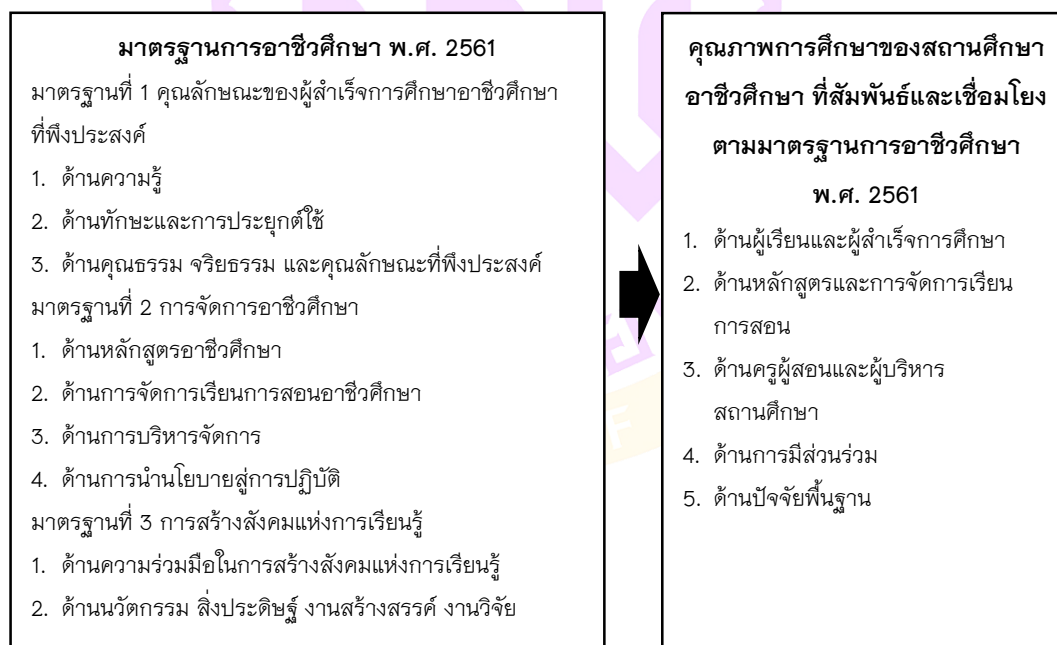 มาตรฐานการอาชีวศึกษา พ.ศ. 2561
มาตรฐานที่ 1 คุณลักษณะของผู้สำเร็จการศึกษาอาชีวศึกษา
ที่พึงประสงค์
1. ด้านความรู้
2. ด้านทักษะและการประยุกต์ใช้
3. ด้านคุณธรรม จริยธรรม และคุณลักษณะที่พึงประสงค์
มาตรฐานที่ 2 การจัดการอาชีวศึกษา
1. ด้านหลักสูตรอาชีวศึกษา
2. ด้านการจัดการเรียนการสอนอาชีวศึกษา
3. ด้านการบริหารจัดการ
4. ด้านการนำนโยบายสู่การปฏิบัติ
มาตรฐานที่ 3 การสร้างสังคมแห่งการเรียนรู้
1. ด้านความร่วมมือในการสร้างสังคมแห่งการเรียนรู้
2. ด้านนวัตกรรม สิ่งประดิษฐ์ งานสร้างสรรค์ งานวิจัย
คุณภาพการศึกษาของสถานศึกษา
อาชีวศึกษา ที่สัมพันธ์และเชื่อมโยง
ตามมาตรฐานการอาชีวศึกษา
พ.ศ. 2561
1. ด้านผู้เรียนและผู้สำเร็จการศึกษา
2. ด้านหลักสูตรและการจัดการเรียน
การสอน
3. ด้านครูผู้สอนและผู้บริหาร
สถานศึกษา
4. ด้านการมีส่วนร่วม
5. ด้านปัจจัยพื้นฐาน